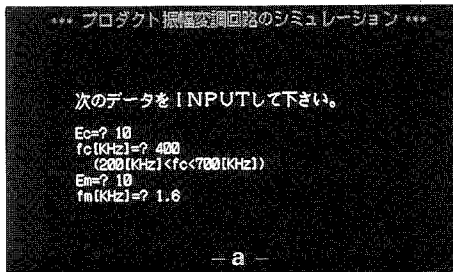 *** プロダクト振幅変調回路のシミュレーション ***
次のデータをINPUTして下さい。
Ec=? 10
fc[KHz]=? 400
(200[KHz]<fc<700[KHz])
Em=? 10
fm[KHz]=? 1.6
— a —